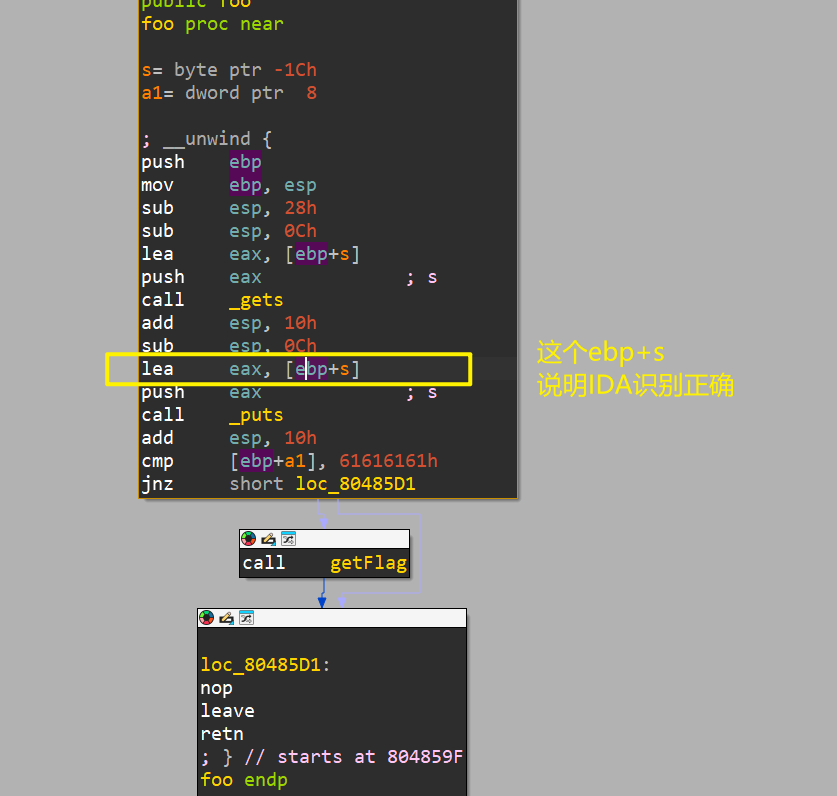 public foo
foo proc near
s= byte ptr -1Ch
a1= dword ptr  8
; __unwind {
push    ebp
mov     ebp, esp
sub     esp, 28h
sub     esp, 0Ch
lea     eax, [ebp+s]
push    eax             ; s
call    _gets
add     esp, 10h
sub     esp, 0Ch
lea     eax, [ebp+s]
push    eax             ; s
call    _puts
add     esp, 10h
cmp     [ebp+a1], 61616161h
jnz     short loc_80485D1
这个ebp+s
说明IDA识别正确
call    getFlag
loc_80485D1:
nop
leave
retn
; } // starts at 804859F
foo endp